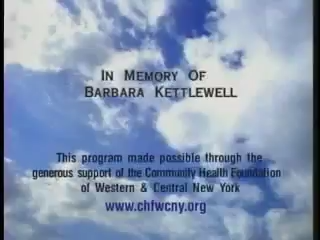 In Memory Of
Barbara Kettlewell
This program made possible through the
generous support of the Community Health Foundation
of Western & Central New York
www.chfwcny.org